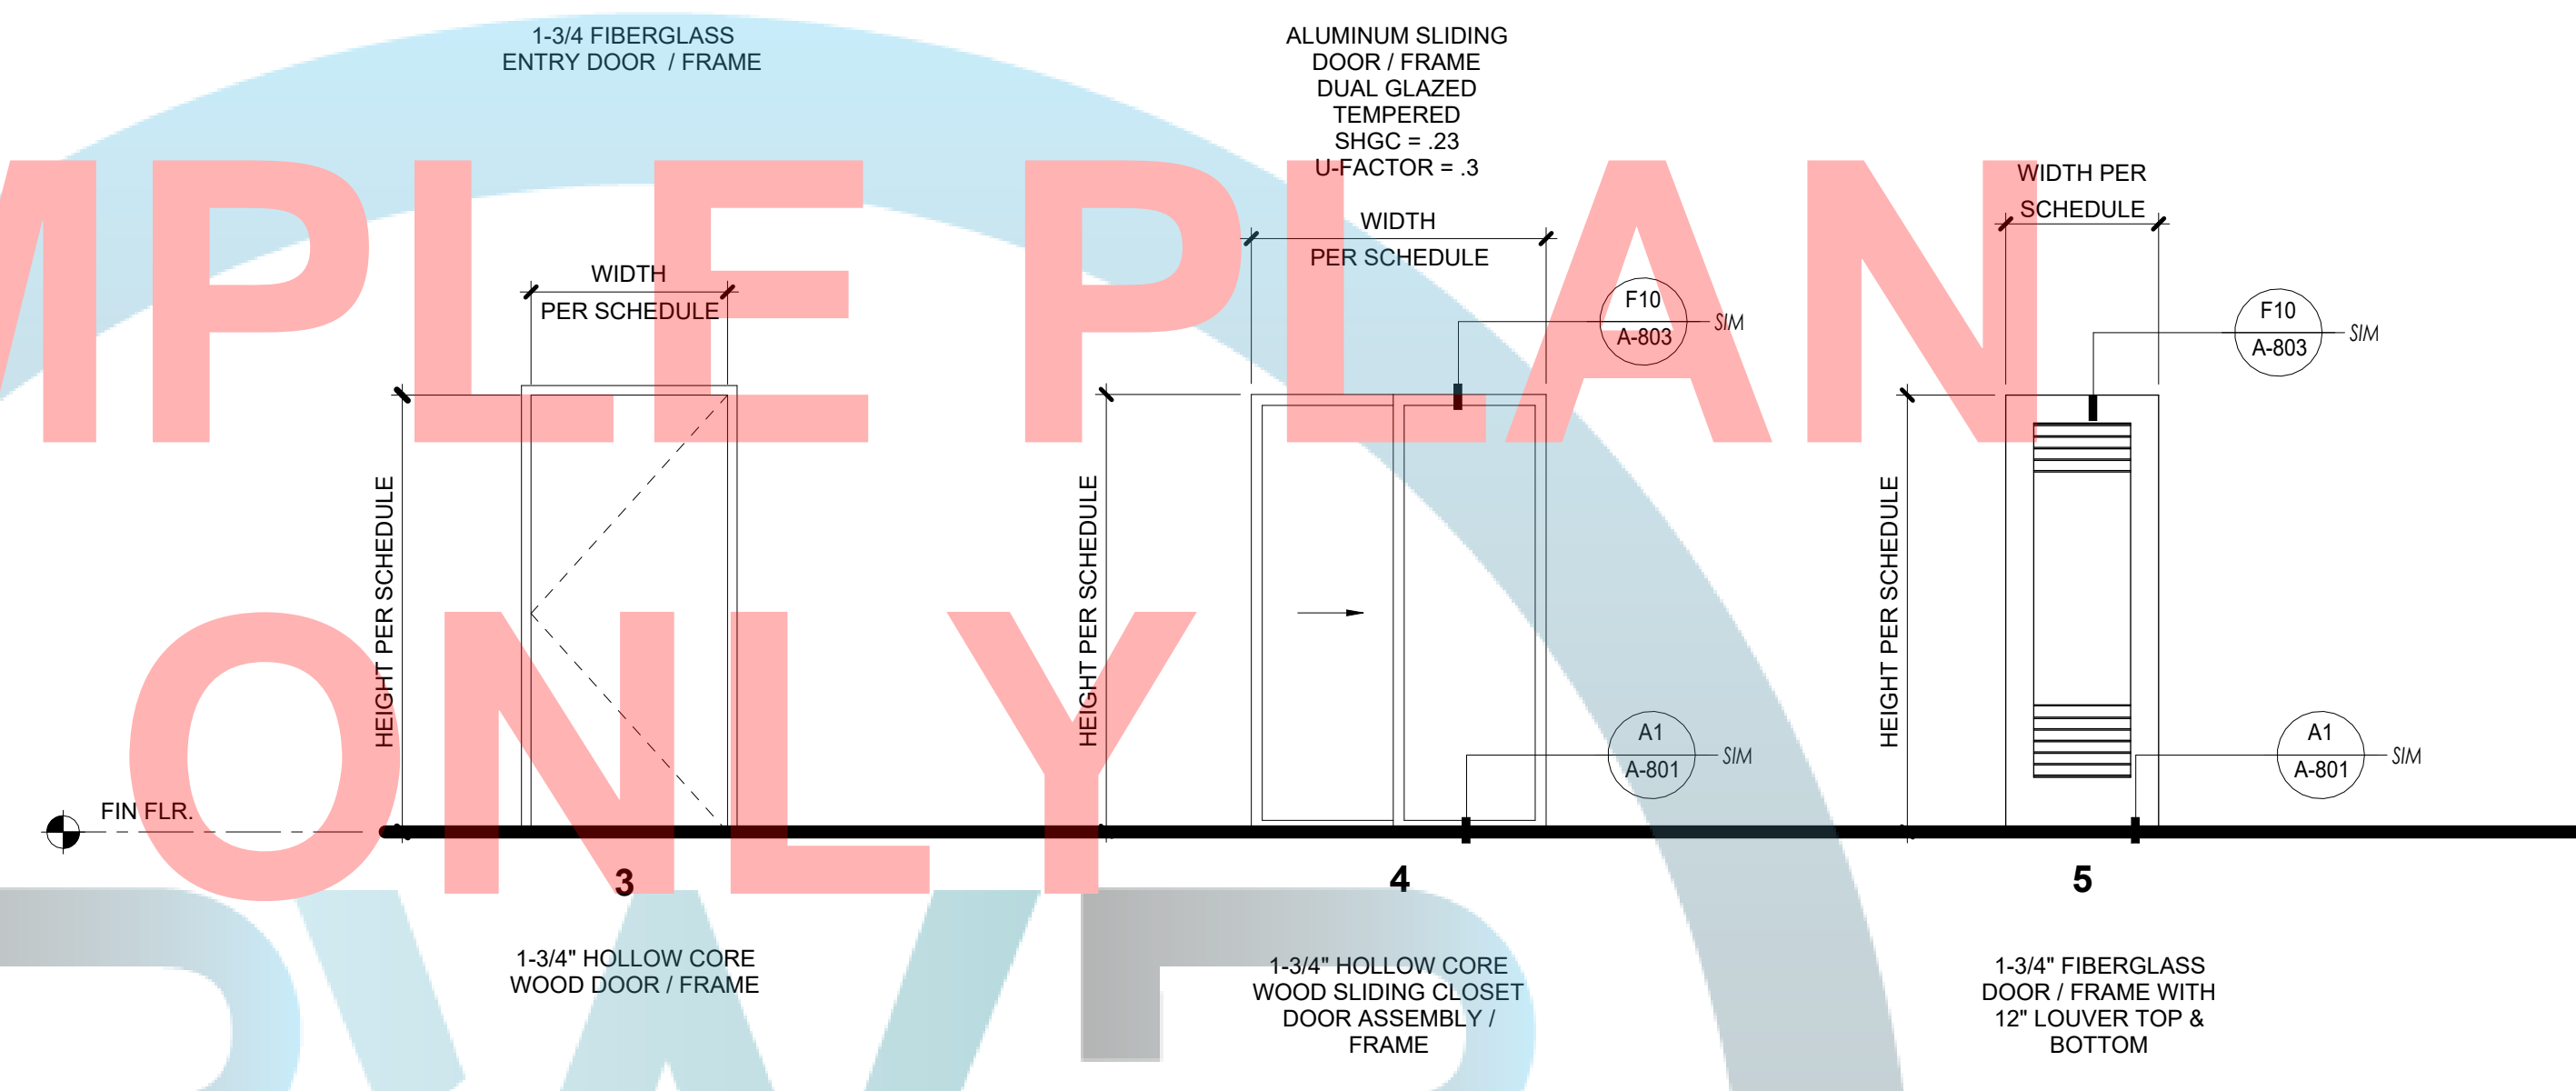 1-3/4 FIBERGLASS
ENTRY DOOR / FRAME
ALUMINUM SLIDING
DOOR / FRAME
DUAL GLAZED
TEMPERED
SHGC = .23
U-FACTOR = .3
MPLE PLAN
ONLY
WIDTH
PER SCHEDULE
HEIGHT PER SCHEDULE
FIN FLR.
3
1-3/4" HOLLOW CORE
WOOD DOOR / FRAME
WIDTH
PER SCHEDULE
F10
A-803
SIM
HEIGHT PER SCHEDULE
A1
A-801
SIM
4
1-3/4" HOLLOW CORE
WOOD SLIDING CLOSET
DOOR ASSEMBLY /
FRAME
WIDTH PER
SCHEDULE
F10
A-803
SIM
HEIGHT PER SCHEDULE
A1
A-801
SIM
5
1-3/4" FIBERGLASS
DOOR / FRAME WITH
12" LOUVER TOP &
BOTTOM